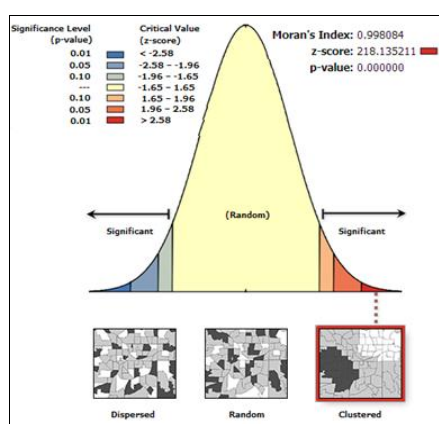 Significance Level Critical Value
(p-value) (z-score)
0.01 < -2.58
0.05 -2.58 – -1.96
0.10 -1.96 – -1.65
--- -1.65 – 1.65
0.10 1.65 – 1.96
0.05 1.96 – 2.58
0.01 > 2.58
Moran's Index: 0.998084
z-score: 218.135211
p-value: 0.000000
(Random)
Significant Significant
Dispersed Random Clustered